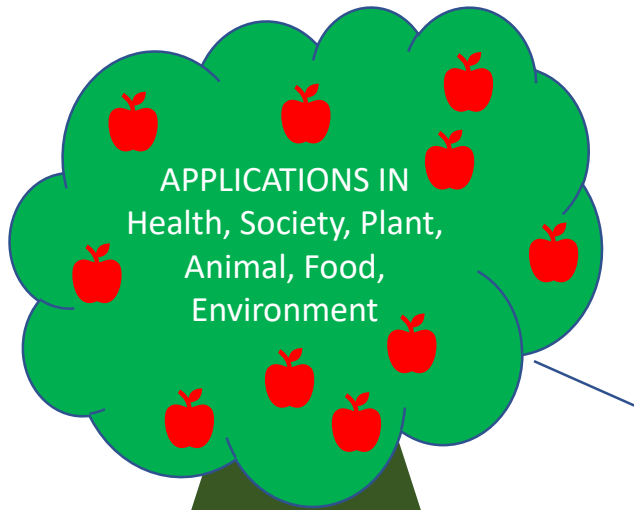 APPLICATIONS IN
Health, Society, Plant,
Animal, Food,
Environment